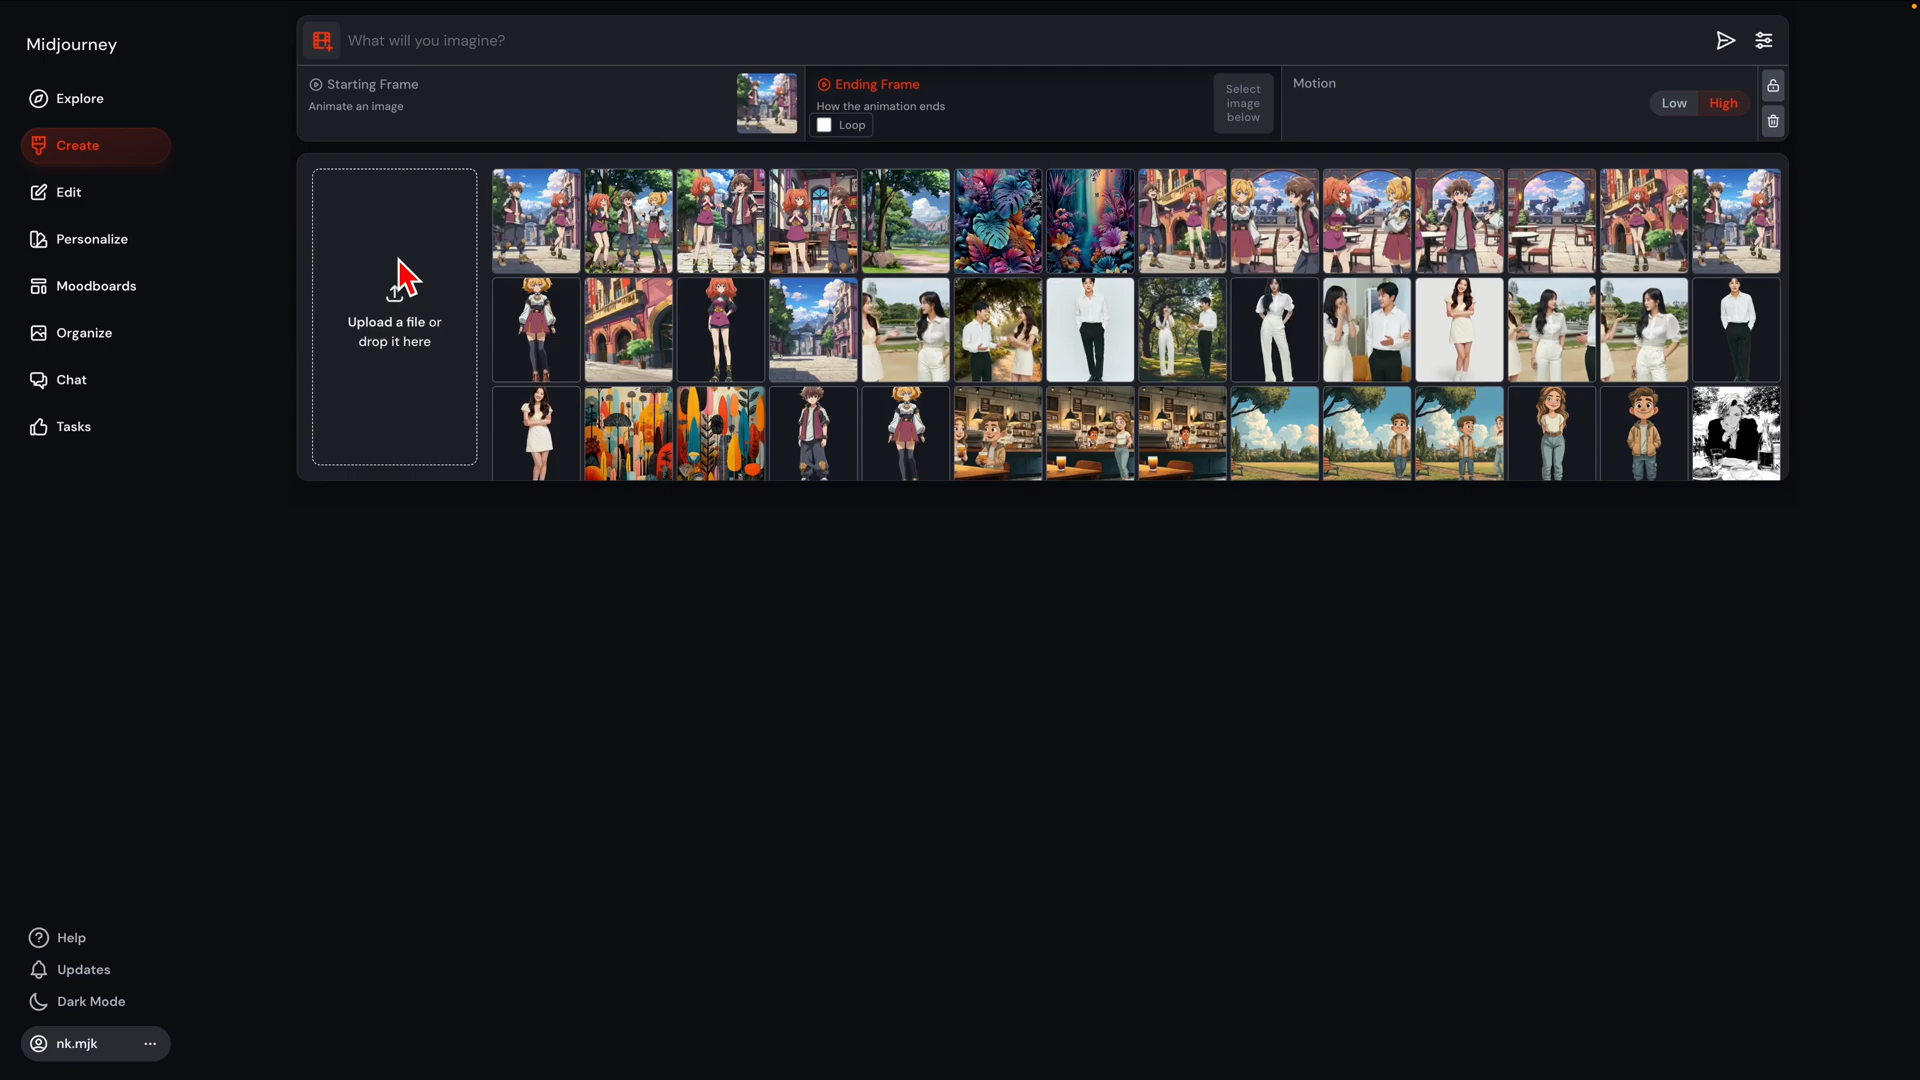 Midjourney
Explore
Create
Edit
Personalize
Moodboards
Organize
Chat
Tasks
Help
Updates
Dark Mode
nk.mjk
What will you imagine?
Starting Frame
Animate an image
Ending Frame
How the animation ends
Loop
Select
image
below
Motion
Low
High
Upload a file or
drop it here